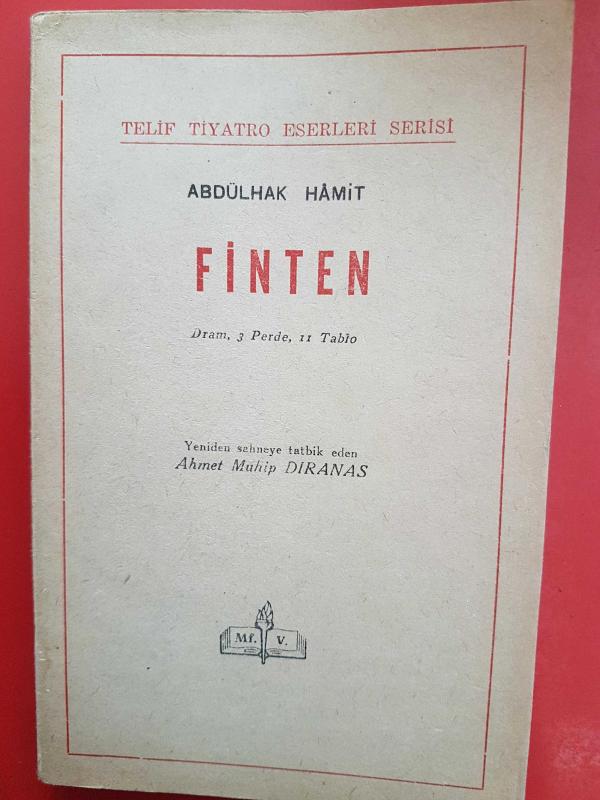 TELİF TİYATRO ESERLERİ SERİSİ
ABDÜLHAK HÂMİT
FİNTEN
Dram, 3 Perde, 11 Tablo
Yeniden sahneye tatbik eden
Ahmet Muhip DIRANAS
Mf. V.